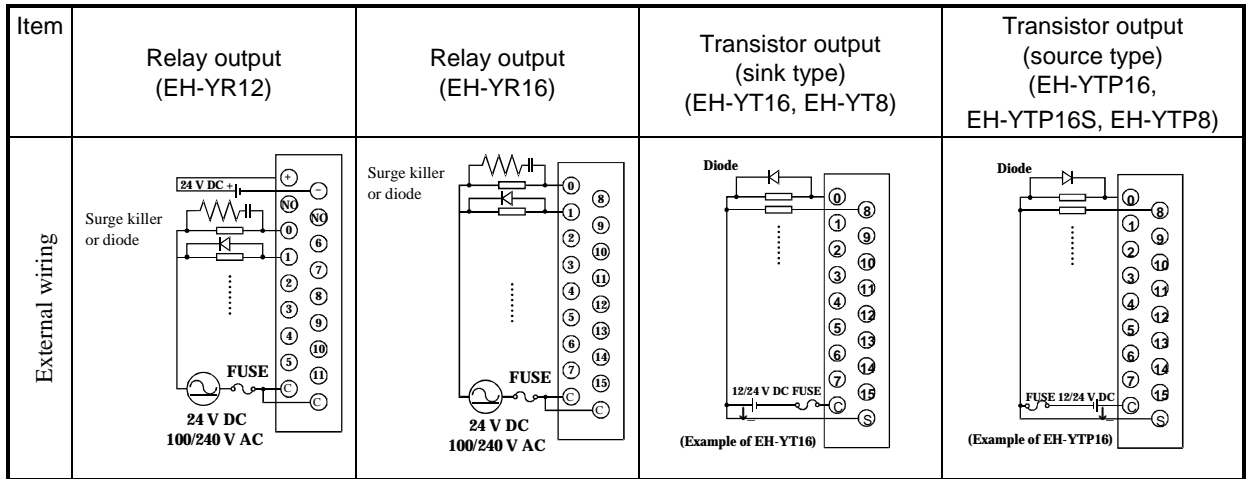 Item
Relay output
(EH-YR12)
Relay output
(EH-YR16)
Transistor output
(sink type)
(EH-YT16, EH-YT8)
Transistor output
(source type)
(EH-YTP16,
EH-YTP16S, EH-YTP8)
External wiring
24 V DC +
Surge killer
or diode
+
−
NO
NO
0
6
1
7
2
8
3
9
4
10
5
11
C
C
FUSE
24 V DC
100/240 V AC
Surge killer
or diode
0
8
1
9
2
10
3
11
4
12
5
13
6
14
7
15
C
C
FUSE
24 V DC
100/240 V AC
Diode
0
8
1
9
2
10
3
11
4
12
5
13
6
14
7
15
C
S
12/24 V DC FUSE
(Example of EH-YT16)
Diode
0
8
1
9
2
10
3
11
4
12
5
13
6
14
7
15
C
S
FUSE 12/24 V DC
(Example of EH-YTP16)